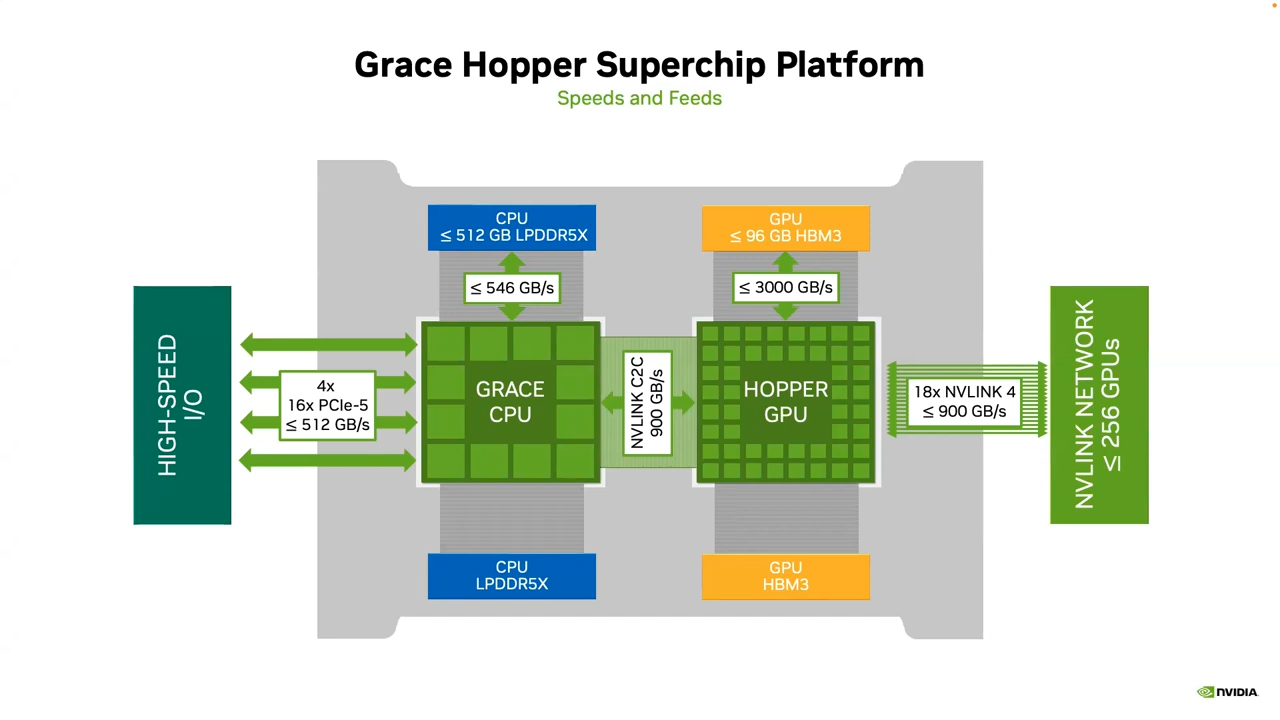 Grace Hopper Superchip Platform
Speeds and Feeds
CPU
≤ 512 GB LPDDR5X
GPU
≤ 96 GB HBM3
≤ 546 GB/s
≤ 3000 GB/s
HIGH-SPEED
I/O
4x
16x PCIe-5
≤ 512 GB/s
GRACE
CPU
NVLINK C2C
900 GB/s
HOPPER
GPU
18x NVLINK 4
≤ 900 GB/s
NVLINK NETWORK
≤ 256 GPUs
CPU
LPDDR5X
GPU
HBM3
NVIDIA.